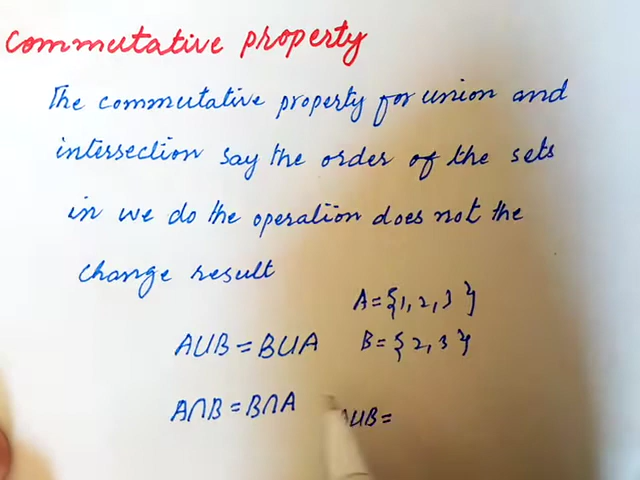 commutative property
The commutative property for union and
intersection say the order of the sets
in we do the operation does not the
change result
A={1,2,3}
A∪B=B∪A B={2,3}
A∩B=B∩A A∪B=